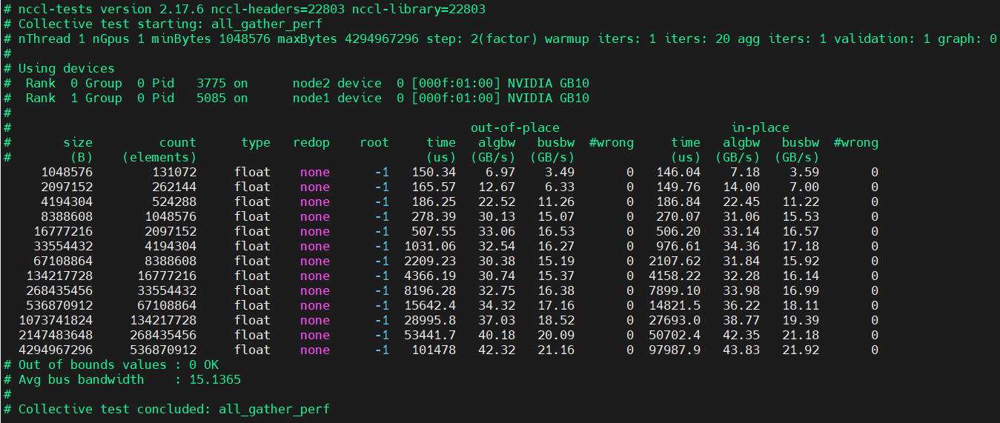 # nccl-tests version 2.17.6 nccl-headers=22803 nccl-library=22803
# Collective test starting: all_gather_perf
# nThread 1 nGpus 1 minBytes 1048576 maxBytes 4294967296 step: 2(factor) warmup iters: 1 iters: 20 agg iters: 1 validation: 1 graph: 0
#
# Using devices
#  Rank  0 Group  0 Pid   3775 on      node2 device  0 [000f:01:00] NVIDIA GB10
#  Rank  1 Group  0 Pid   5085 on      node1 device  0 [000f:01:00] NVIDIA GB10
#
#                                                              out-of-place                       in-place
#       size         count      type   redop    root     time   algbw   busbw  #wrong     time   algbw   busbw  #wrong
#        (B)    (elements)                               (us)  (GB/s)  (GB/s)             (us)  (GB/s)  (GB/s)
     1048576        131072     float    none      -1   150.34    6.97    3.49       0   146.04    7.18    3.59       0
     2097152        262144     float    none      -1   165.57   12.67    6.33       0   149.76   14.00    7.00       0
     4194304        524288     float    none      -1   186.25   22.52   11.26       0   186.84   22.45   11.22       0
     8388608       1048576     float    none      -1   278.39   30.13   15.07       0   270.07   31.06   15.53       0
    16777216       2097152     float    none      -1   507.55   33.06   16.53       0   506.20   33.14   16.57       0
    33554432       4194304     float    none      -1  1031.06   32.54   16.27       0   976.61   34.36   17.18       0
    67108864       8388608     float    none      -1  2209.23   30.38   15.19       0  2107.62   31.84   15.92       0
   134217728      16777216     float    none      -1  4366.19   30.74   15.37       0  4158.22   32.28   16.14       0
   268435456      33554432     float    none      -1  8196.28   32.75   16.38       0  7899.10   33.98   16.99       0
   536870912      67108864     float    none      -1  15642.4   34.32   17.16       0  14821.5   36.22   18.11       0
  1073741824     134217728     float    none      -1  28995.8   37.03   18.52       0  27693.0   38.77   19.39       0
  2147483648     268435456     float    none      -1  53441.7   40.18   20.09       0  50702.4   42.35   21.18       0
  4294967296     536870912     float    none      -1   101478   42.32   21.16       0  97987.9   43.83   21.92       0
# Out of bounds values : 0 OK
# Avg bus bandwidth    : 15.1365
#
# Collective test concluded: all_gather_perf